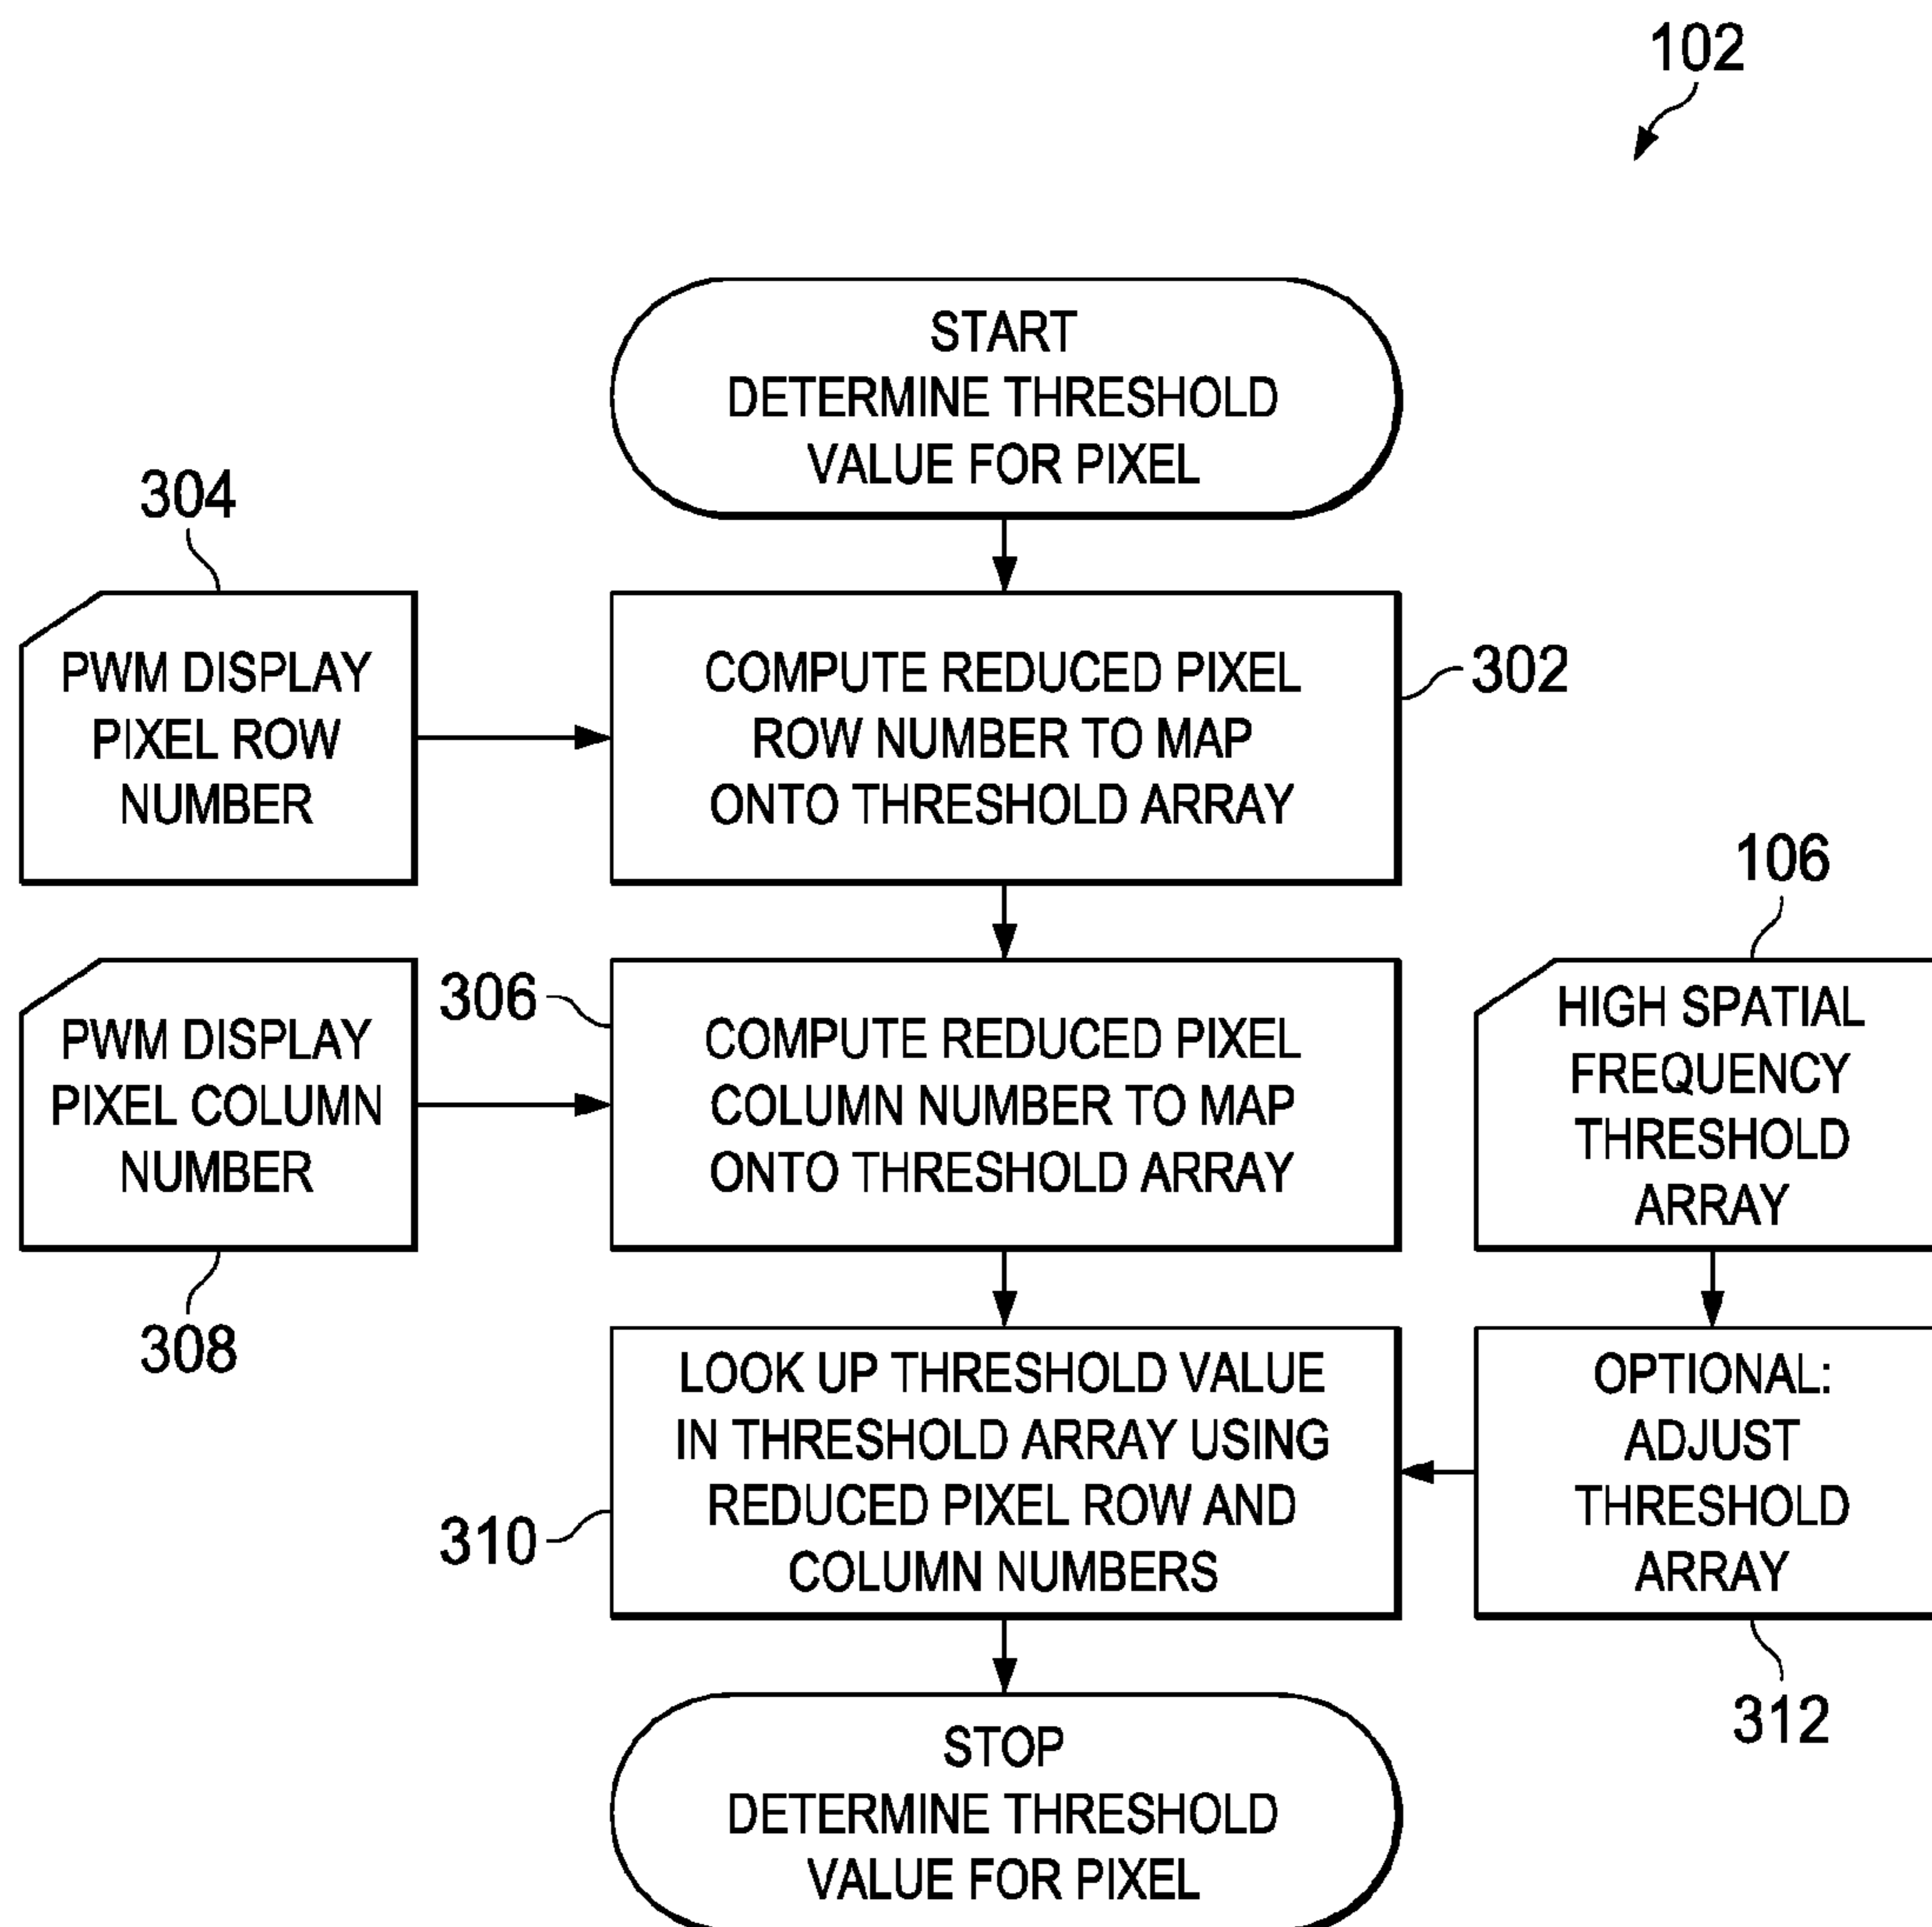 102
START
DETERMINE THRESHOLD
VALUE FOR PIXEL
304
PWM DISPLAY
PIXEL ROW
NUMBER
COMPUTE REDUCED PIXEL
ROW NUMBER TO MAP
ONTO THRESHOLD ARRAY
302
106
PWM DISPLAY
PIXEL COLUMN
NUMBER
308
306
COMPUTE REDUCED PIXEL
COLUMN NUMBER TO MAP
ONTO THRESHOLD ARRAY
HIGH SPATIAL
FREQUENCY
THRESHOLD
ARRAY
310
LOOK UP THRESHOLD VALUE
IN THRESHOLD ARRAY USING
REDUCED PIXEL ROW AND
COLUMN NUMBERS
OPTIONAL:
ADJUST
THRESHOLD
ARRAY
312
STOP
DETERMINE THRESHOLD
VALUE FOR PIXEL